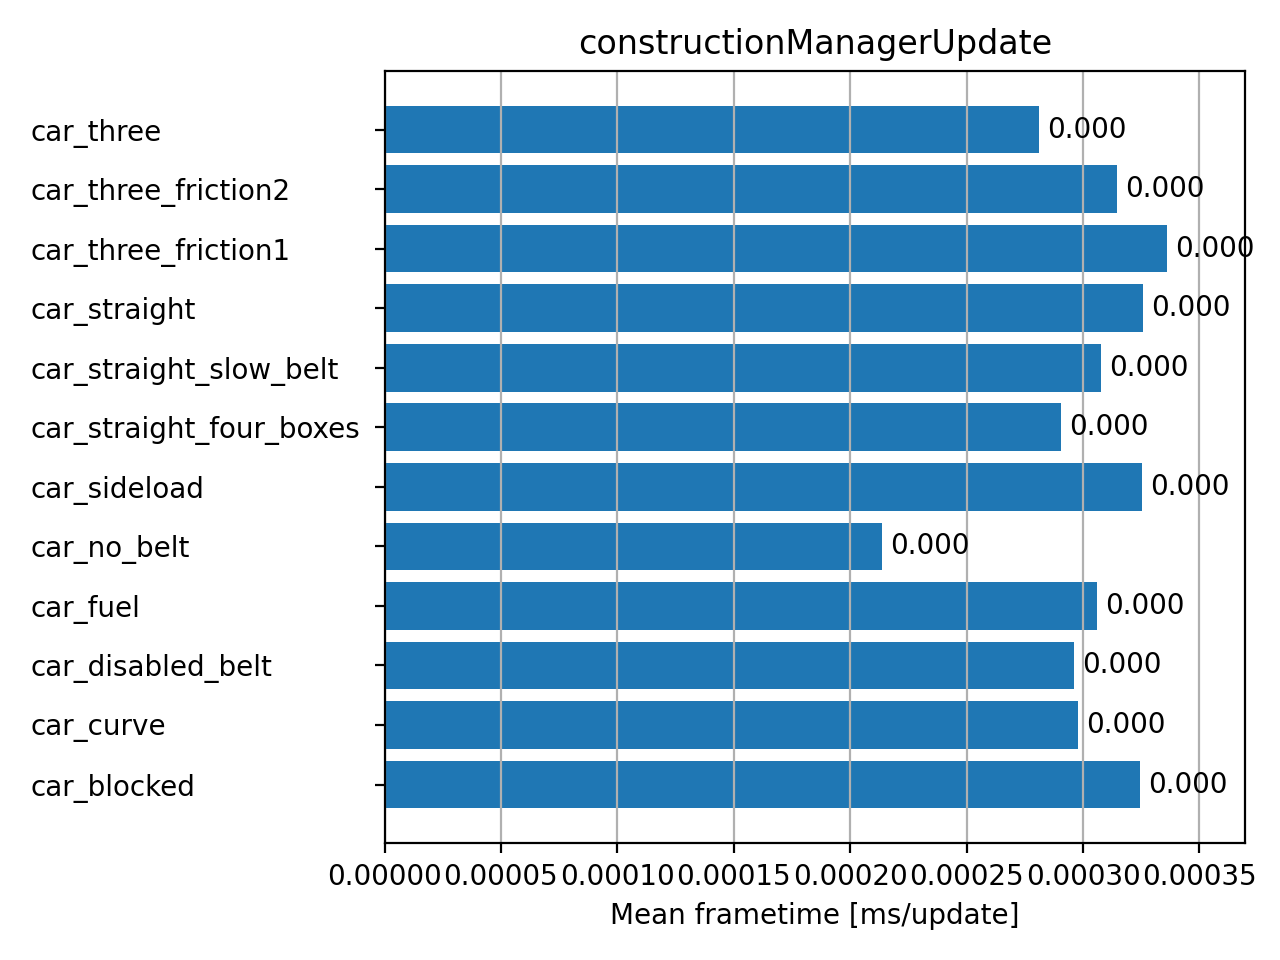 constructionManagerUpdate
car_three
0.000
car_three_friction2
0.000
car_three_friction1
0.000
car_straight
0.000
car_straight_slow_belt
0.000
car_straight_four_boxes
0.000
car_sideload
0.000
car_no_belt
0.000
car_fuel
0.000
car_disabled_belt
0.000
car_curve
0.000
car_blocked
0.000
0.00000 0.00005 0.00010 0.00015 0.00020 0.00025 0.00030 0.00035
Mean frametime [ms/update]